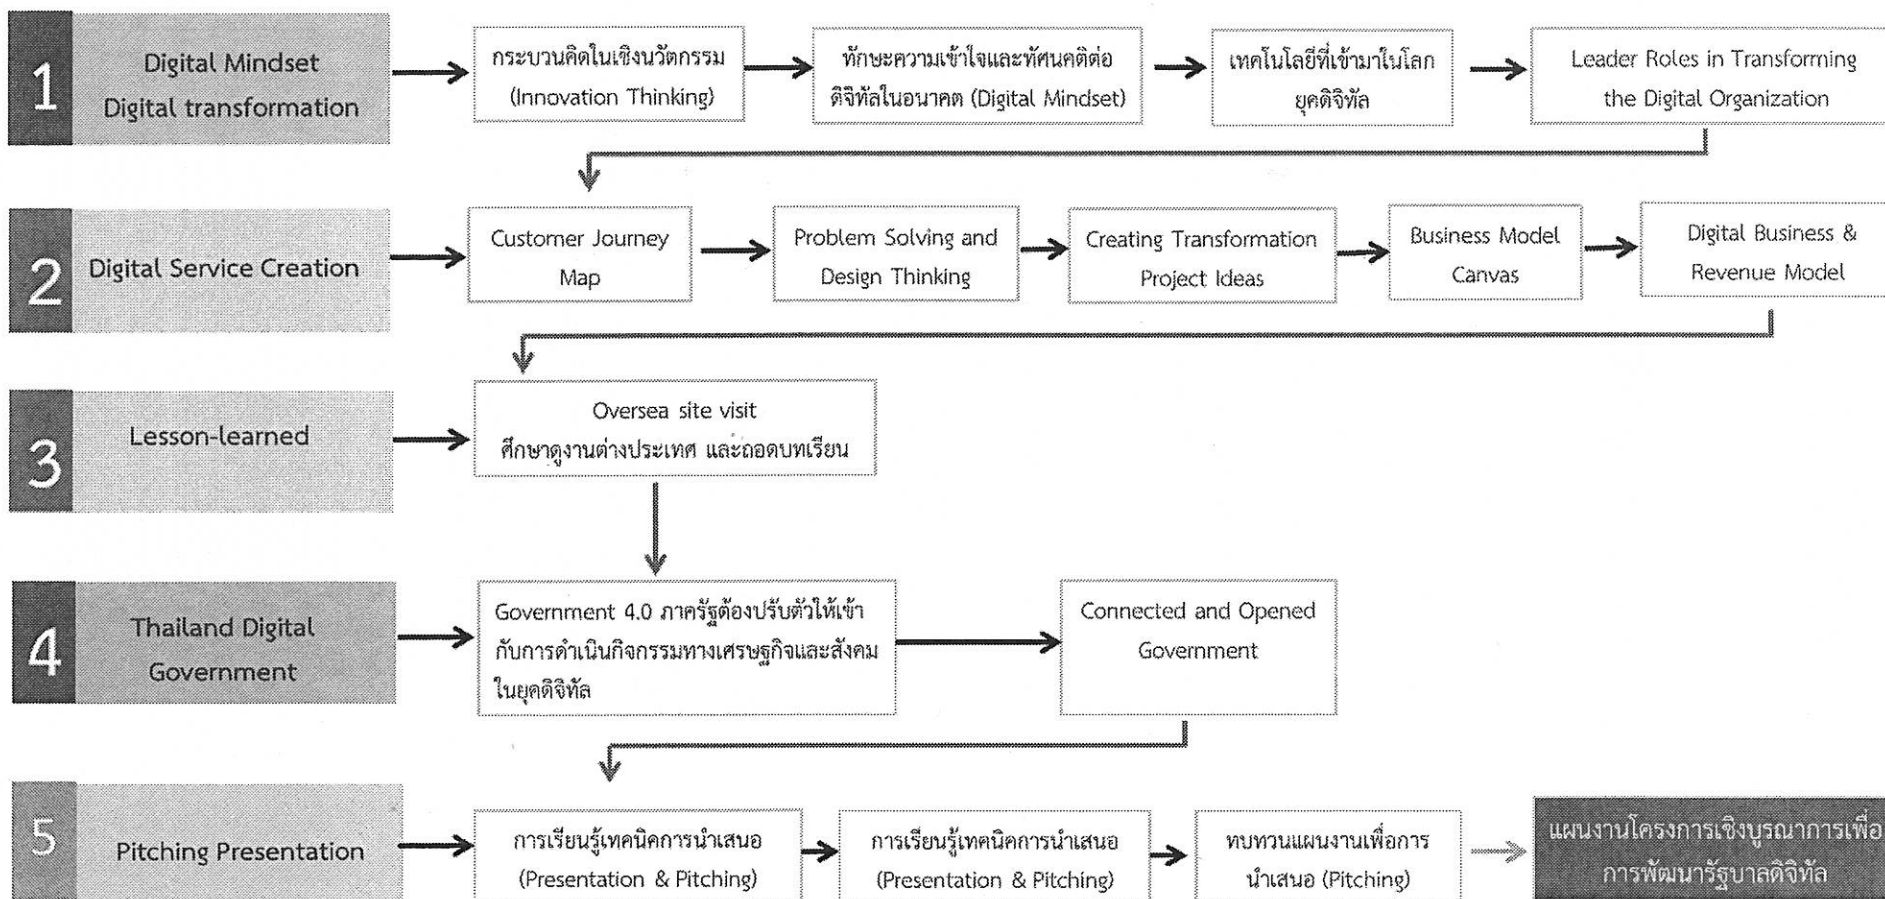 1
Digital Mindset
Digital transformation
กระบวนคิดในเชิงนวัตกรรม
(Innovation Thinking)
ทักษะความเข้าใจและทัศนคติต่อ
ดิจิทัลในอนาคต (Digital Mindset)
เทคโนโลยีที่เข้ามาในโลก
ยุคดิจิทัล
Leader Roles in Transforming
the Digital Organization
2
Digital Service Creation
Customer Journey
Map
Problem Solving and
Design Thinking
Creating Transformation
Project Ideas
Business Model
Canvas
Digital Business &
Revenue Model
3
Lesson-learned
Oversea site visit
ศึกษาดูงานต่างประเทศ และถอดบทเรียน
4
Thailand Digital
Government
Government 4.0 ภาครัฐต้องปรับตัวให้เข้า
กับการดำเนินกิจกรรมทางเศรษฐกิจและสังคม
ในยุคดิจิทัล
Connected and Opened
Government
5
Pitching Presentation
การเรียนรู้เทคนิคการนำเสนอ
(Presentation & Pitching)
การเรียนรู้เทคนิคการนำเสนอ
(Presentation & Pitching)
ทบทวนแผนงานเพื่อการ
นำเสนอ (Pitching)
แผนงานโครงการเชิงบูรณาการเพื่อ
การพัฒนารัฐบาลดิจิทัล